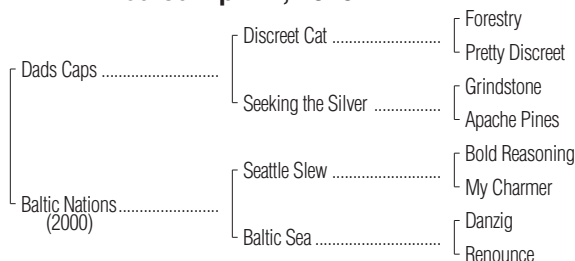 Forestry
Discreet Cat
Pretty Discreet
Dads Caps
Grindstone
Seeking the Silver
Apache Pines
Bold Reasoning
Seattle Slew
My Charmer
Baltic Nations
(2000)
Danzig
Baltic Sea
Renounce